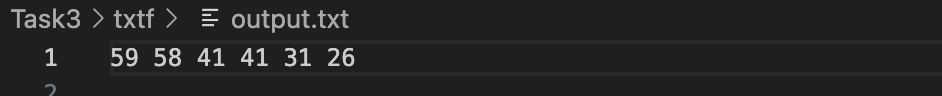 Task3 > txtf > output.txt
1 59 58 41 41 31 26
2